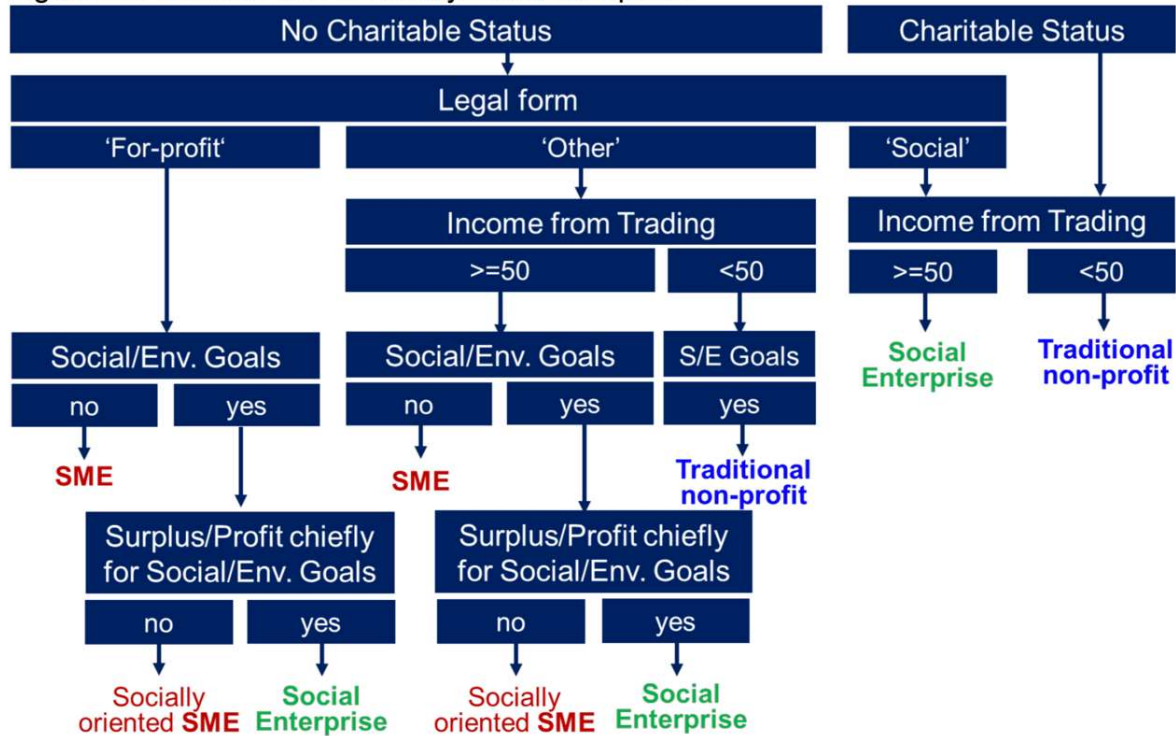 No Charitable Status
Charitable Status
Legal form
‘For-profit‘
‘Other’
‘Social’
Income from Trading
Income from Trading
>=50
<50
>=50
<50
Social/Env. Goals
Social/Env. Goals
S/E Goals
Social
Enterprise
Traditional
non-profit
no
yes
no
yes
yes
SME
SME
Traditional
non-profit
Surplus/Profit chiefly
for Social/Env. Goals
Surplus/Profit chiefly
for Social/Env. Goals
no
yes
no
yes
Socially
oriented SME
Social
Enterprise
Socially
oriented SME
Social
Enterprise